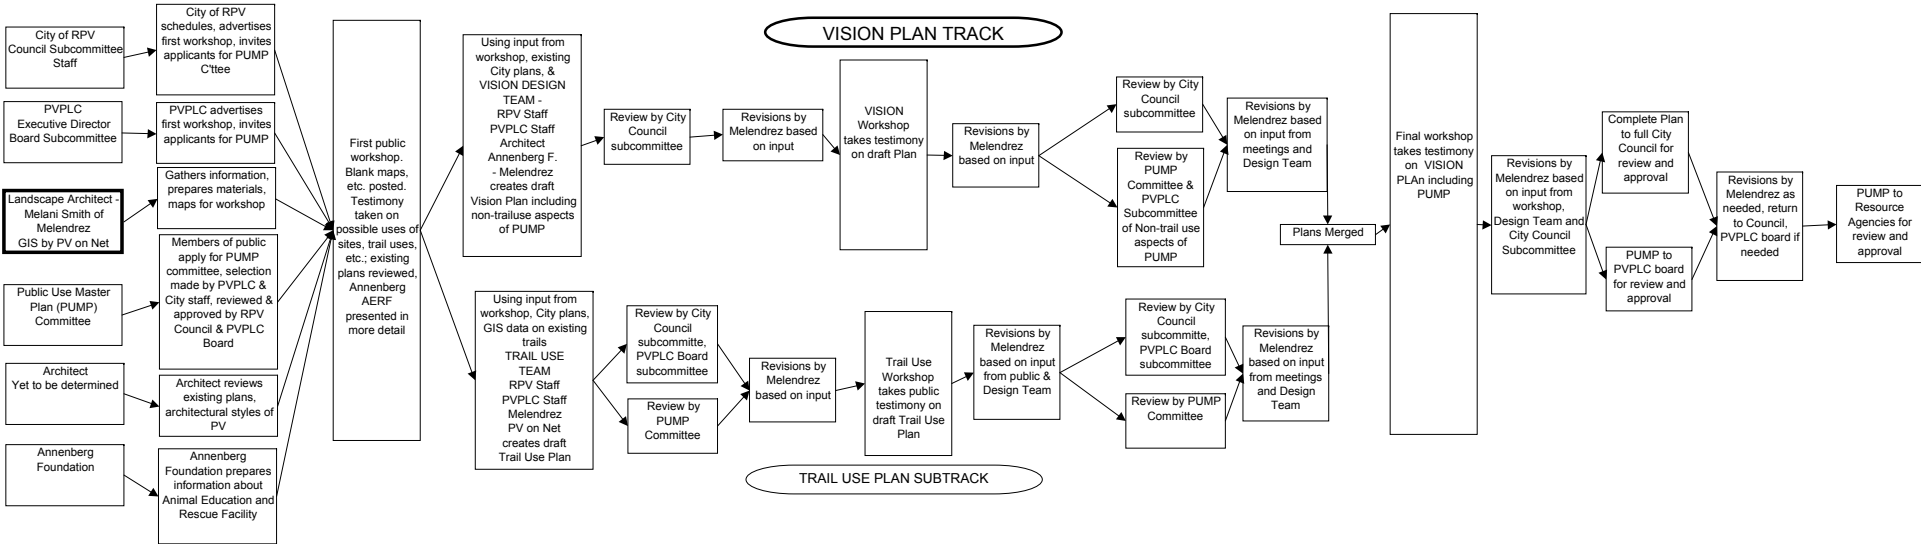 City of RPV
Council Subcommittee
Staff
City of RPV
schedules, advertises
first workshop, invites
applicants for PUMP
C'ttee
PVPLC
Executive Director
Board Subcommittee
PVPLC advertises
first workshop, invites
applicants for PUMP
Landscape Architect -
Melani Smith of
Melendrez
GIS by PV on Net
Gathers information,
prepares materials,
maps for workshop
Public Use Master
Plan (PUMP)
Committee
Members of public
apply for PUMP
committee, selection
made by PVPLC &
City staff, reviewed &
approved by RPV
Council & PVPLC
Board
Architect
Yet to be determined
Architect reviews
existing plans,
architectural styles of
PV
Annenberg
Foundation
Annenberg
Foundation prepares
information about
Animal Education and
Rescue Facility
First public
workshop.
Blank maps,
etc. posted.
Testimony
taken on
possible uses of
sites, trail uses,
etc.; existing
plans reviewed,
Annenberg
AERF
presented in
more detail
VISION PLAN TRACK
Using input from
workshop, existing
City plans, &
VISION DESIGN
TEAM -
RPV Staff
PVPLC Staff
Architect
Annenberg F.
- Melendrez
creates draft
Vision Plan including
non-trailuse aspects
of PUMP
Review by City
Council
subcommittee
Revisions by
Melendrez based
on input
VISION
Workshop
takes testimony
on draft Plan
Revisions by
Melendrez
based on input
Review by City
Council
subcommittee
Review by
PUMP
Committee &
PVPLC
Subcommittee
of Non-trail use
aspects of
PUMP
Revisions by
Melendrez based
on input from
meetings and
Design Team
Using input from
workshop, City plans,
GIS data on existing
trails
TRAIL USE
TEAM
RPV Staff
PVPLC Staff
Melendrez
PV on Net
creates draft
Trail Use Plan
Review by City
Council
subcommitte,
PVPLC Board
subcommittee
Review by
PUMP
Committee
Revisions by
Melendrez
based on input
Trail Use
Workshop
takes public
testimony on
draft Trail Use
Plan
Revisions by
Melendrez
based on input
from public &
Design Team
Review by City
Council
subcommitte,
PVPLC Board
subcommittee
Review by PUMP
Committee
Revisions by
Melendrez
based on input
from meetings
and Design
Team
TRAIL USE PLAN SUBTRACK
Plans Merged
Final workshop
takes testimony
on VISION
PLAn including
PUMP
Revisions by
Melendrez based
on input from
workshop,
Design Team and
City Council
Subcommittee
Complete Plan
to full City
Council for
review and
approval
PUMP to
PVPLC board
for review and
approval
Revisions by
Melendrez as
needed, return
to Council,
PVPLC board if
needed
PUMP to
Resource
Agencies for
review and
approval